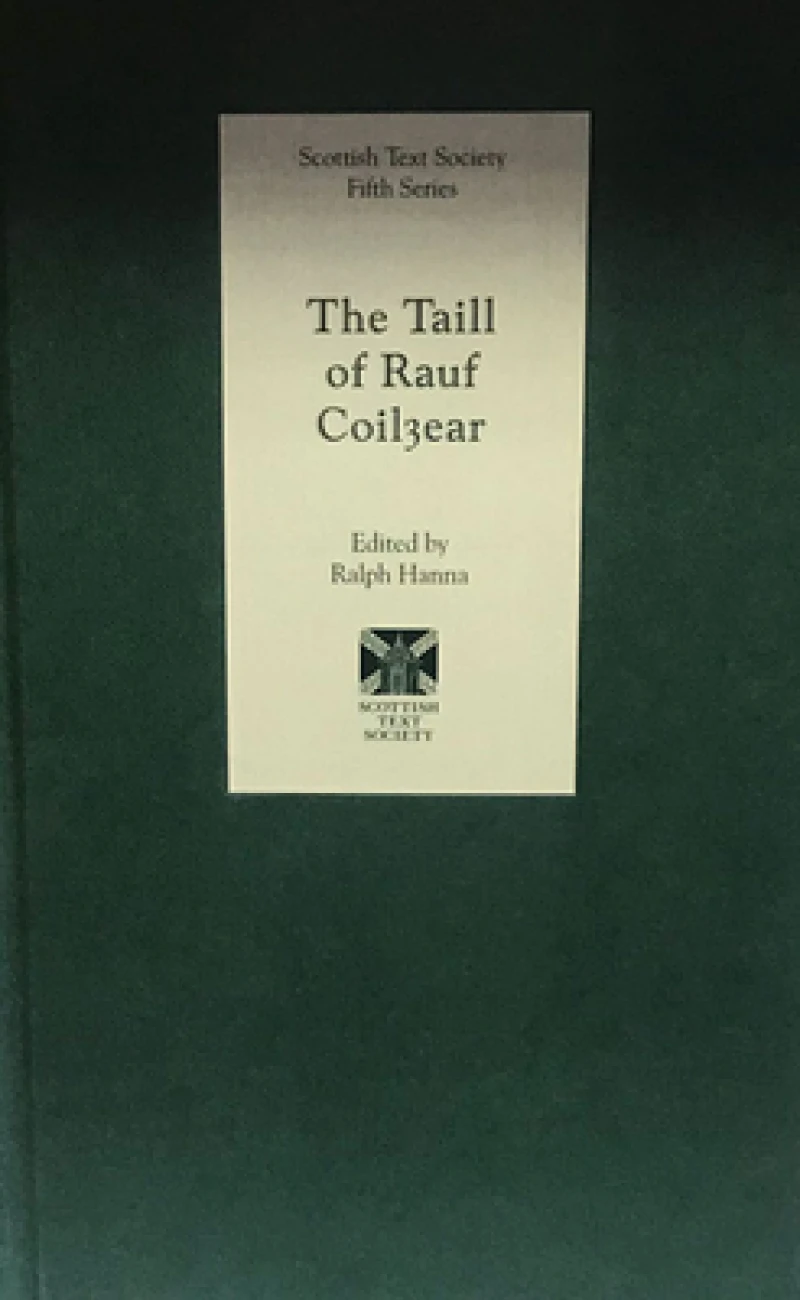 Scottish Text Society
Fifth Series
The Taill
of Rauf
Coilȝear
Edited by
Ralph Hanna
SCOTTISH
TEXT
SOCIETY